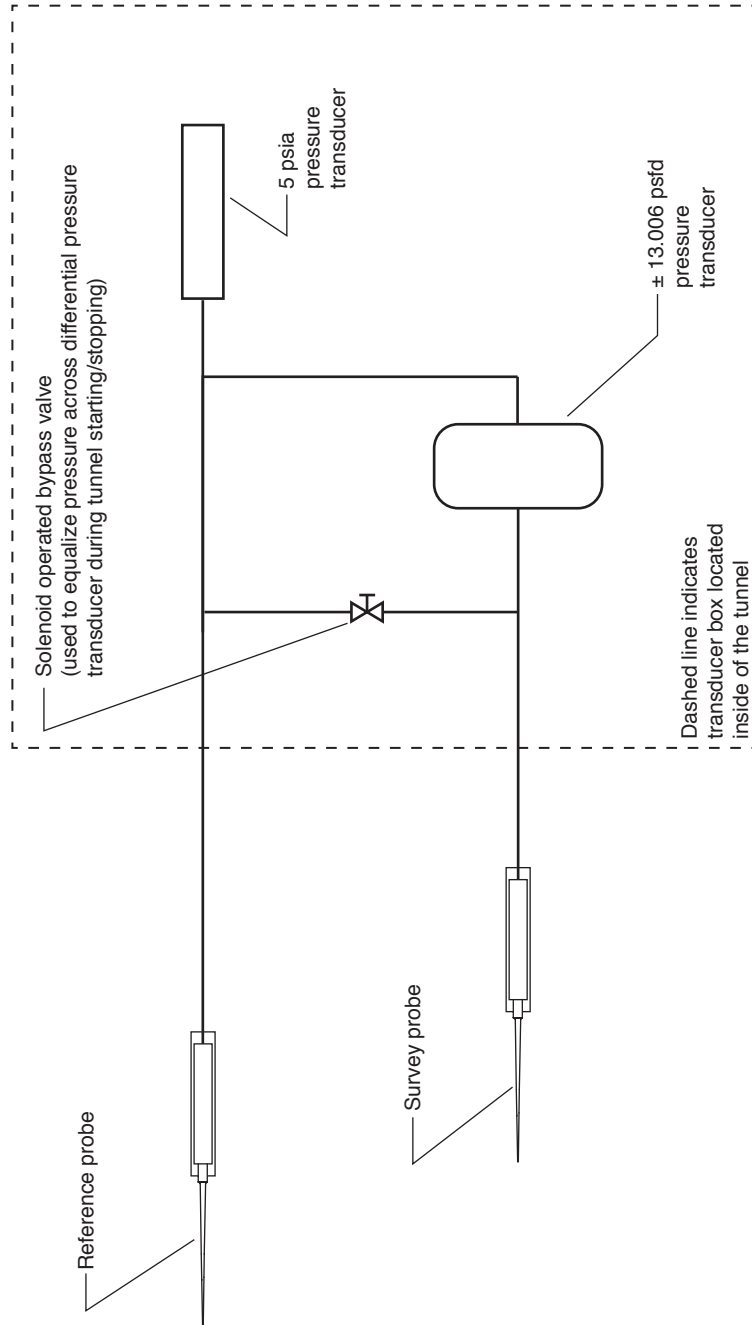 Solenoid operated bypass valve
(used to equalize pressure across differential pressure
transducer during tunnel starting/stopping)
5 psia
pressure
transducer
Reference probe
Survey probe
± 13.006 psfd
pressure
transducer
Dashed line indicates
transducer box located
inside of the tunnel